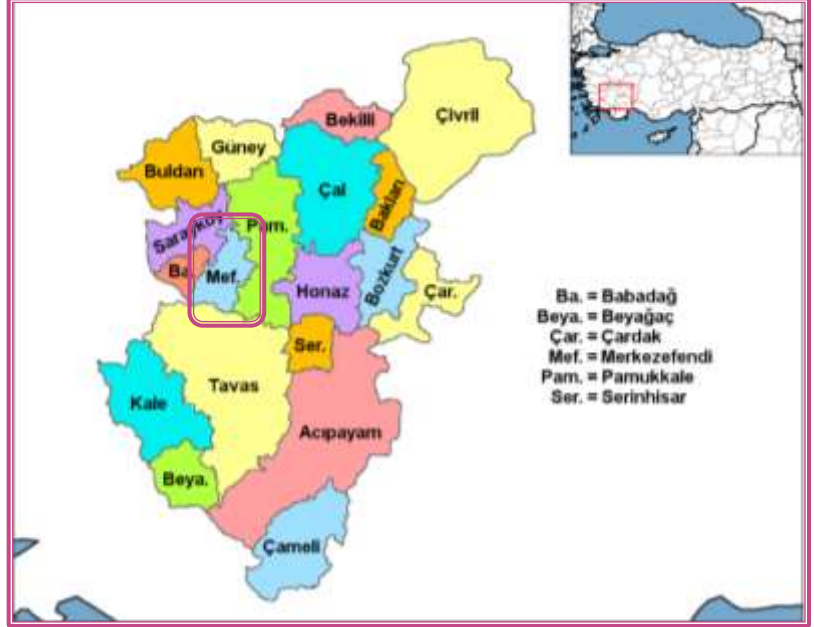 Çivril
Bekilli
Güney
Buldan
Çal
Baklan
Sarayköy
Pam.
Ba.
Mef.
Honaz
Bozkurt
Çar.
Ser.
Tavas
Kale
Acıpayam
Beya.
Çameli
Ba. = Babadağ
Beya. = Beyağaç
Çar. = Çardak
Mef. = Merkezefendi
Pam. = Pamukkale
Ser. = Serinhisar